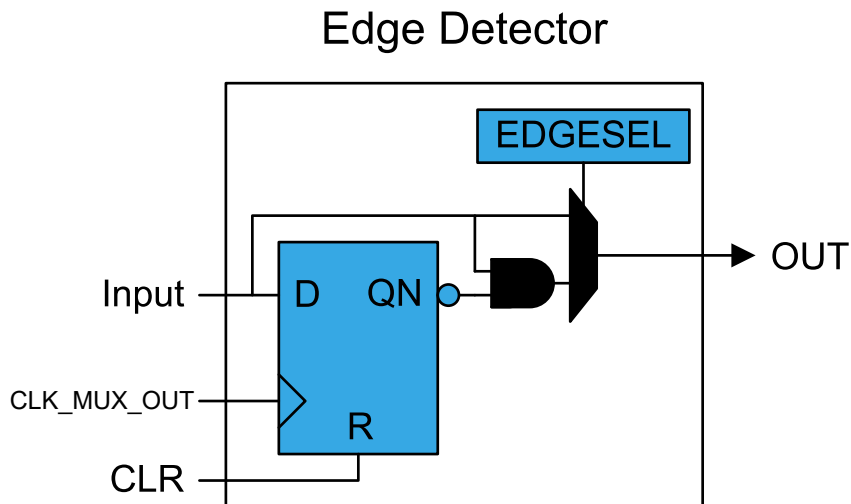 Edge Detector
EDGESEL
OUT
Input
D
QN
CLK_MUX_OUT
R
CLR